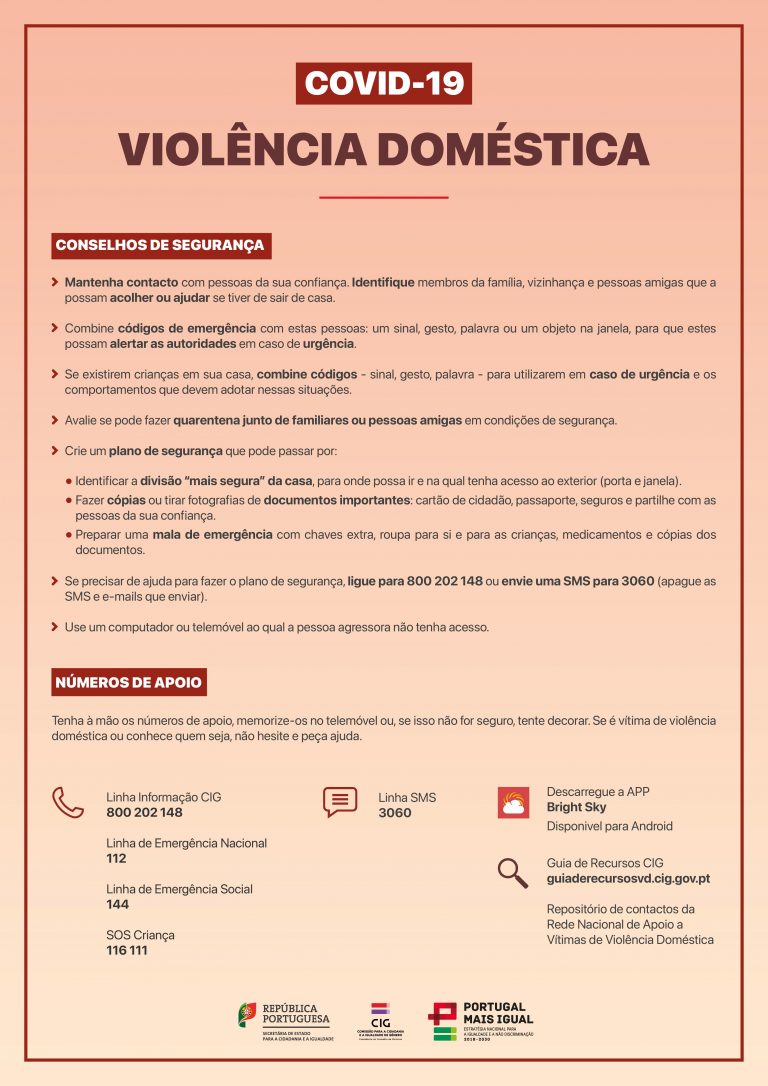 COVID-19
VIOLÊNCIA DOMÉSTICA
CONSELHOS DE SEGURANÇA
Mantenha contacto com pessoas da sua confiança. Identifique membros da família, vizinhança e pessoas amigas que a
possam acolher ou ajudar se tiver de sair de casa.
Combine códigos de emergência com estas pessoas: um sinal, gesto, palavra ou um objeto na janela, para que estes
possam alertar as autoridades em caso de urgência.
Se existirem crianças em sua casa, combine códigos - sinal, gesto, palavra - para utilizarem em caso de urgência e os
comportamentos que devem adotar nessas situações.
Avalie se pode fazer quarentena junto de familiares ou pessoas amigas em condições de segurança.
Crie um plano de segurança que pode passar por:
● Identificar a divisão “mais segura” da casa, para onde possa ir e na qual tenha acesso ao exterior (porta e janela).
● Fazer cópias ou tirar fotografias de documentos importantes: cartão de cidadão, passaporte, seguros e partilhe com as
pessoas da sua confiança.
● Preparar uma mala de emergência com chaves extra, roupa para si e para as crianças, medicamentos e cópias dos
documentos.
Se precisar de ajuda para fazer o plano de segurança, ligue para 800 202 148 ou envie uma SMS para 3060 (apague as
SMS e e-mails que enviar).
Use um computador ou telemóvel ao qual a pessoa agressora não tenha acesso.
NÚMEROS DE APOIO
Tenha à mão os números de apoio, memorize-os no telemóvel ou, se isso não for seguro, tente decorar. Se é vítima de violência
doméstica ou conhece quem seja, não hesite e peça ajuda.
Linha Informação CIG
800 202 148
Linha de Emergência Nacional
112
Linha de Emergência Social
144
SOS Criança
116 111
Linha SMS
3060
Descarregue a APP
Bright Sky
Disponivel para Android
Guia de Recursos CIG
guiaderecursosvd.cig.gov.pt
Repositório de contactos da
Rede Nacional de Apoio a
Vítimas de Violência Doméstica
REPÚBLICA
PORTUGUESA
SECRETÁRIA DE ESTADO
PARA A CIDADANIA E A IGUALDADE
CIG
COMISSÃO PARA A CIDADANIA
E A IGUALDADE DE GÉNERO
PORTUGAL
MAIS IGUAL
ESTRATÉGIA NACIONAL PARA
A IGUALDADE E A NÃO DISCRIMINAÇÃO
2018-2030